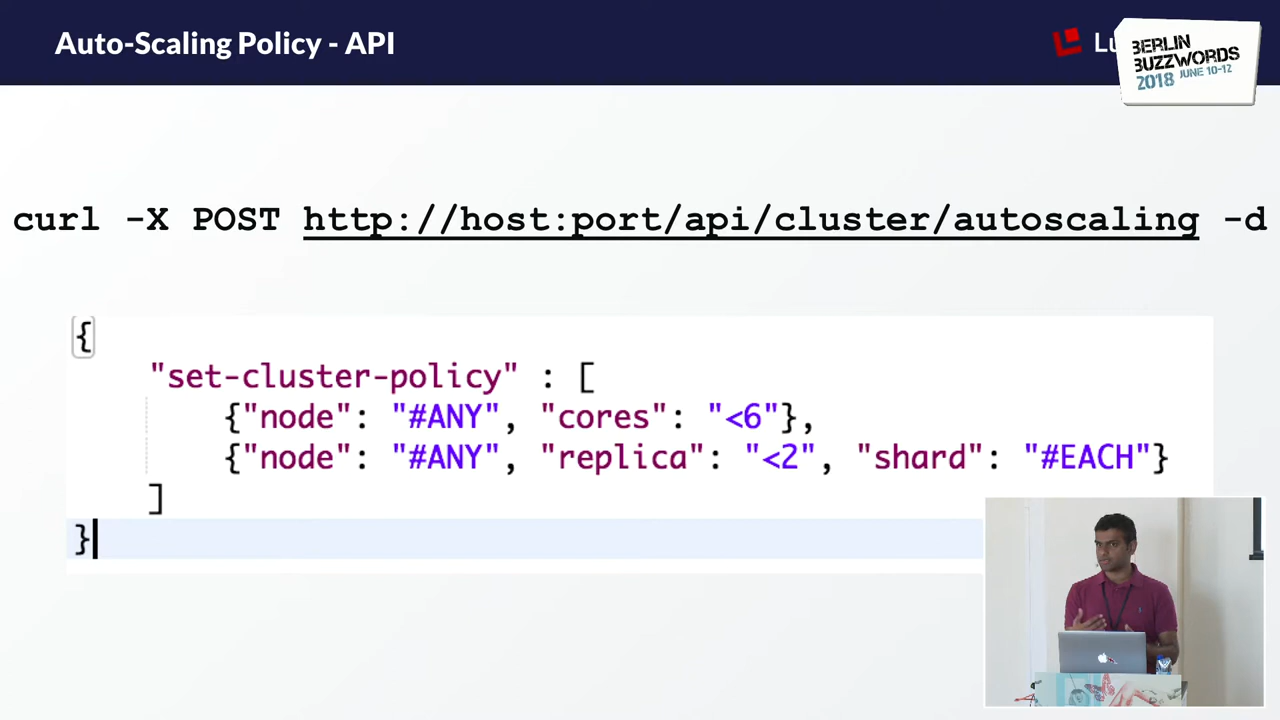 Auto-Scaling Policy - API
Lu
BERLIN
BUZZWORDS
2018 JUNE 10-12
curl -X POST http://host:port/api/cluster/autoscaling -d
{
"set-cluster-policy" : [
{"node": "#ANY", "cores": "<6"},
{"node": "#ANY", "replica": "<2", "shard": "#EACH"}
]
}